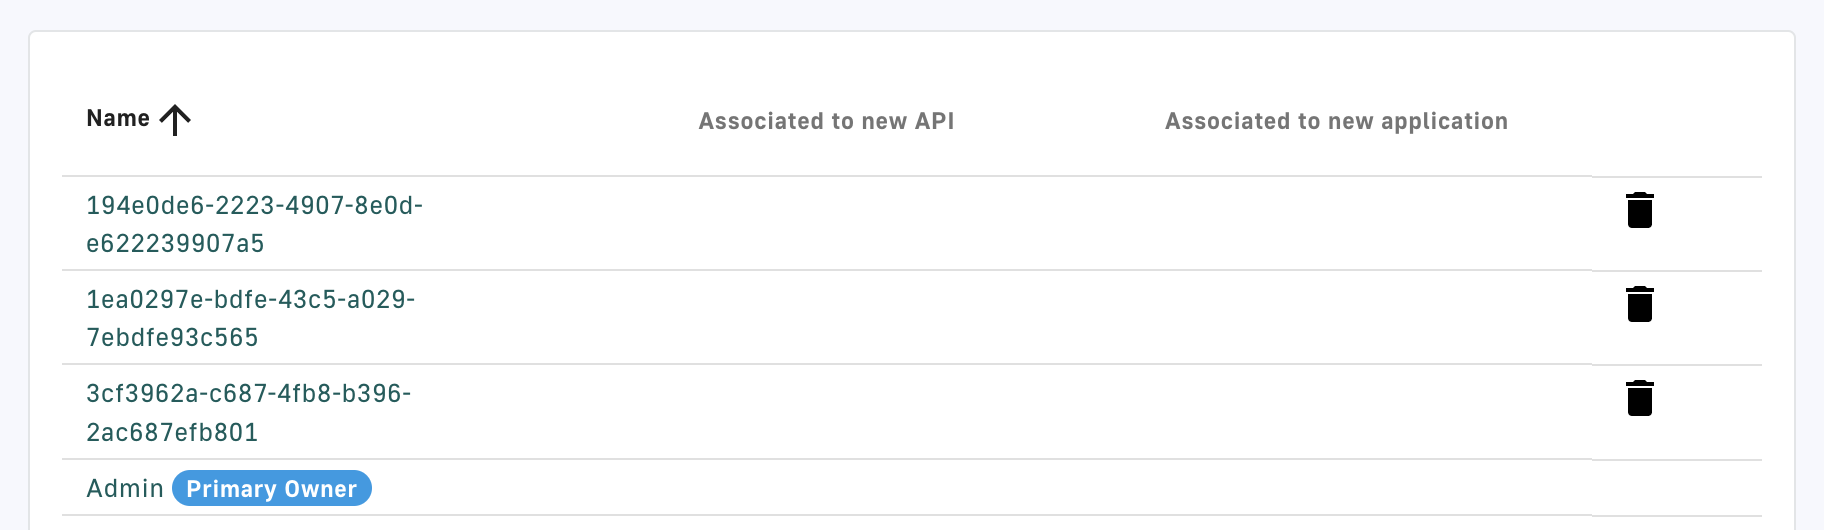 Name
Associated to new API
Associated to new application
194e0de6-2223-4907-8e0d-
e622239907a5
1ea0297e-bdfe-43c5-a029-
7ebdfe93c565
3cf3962a-c687-4fb8-b396-
2ac687efb801
Admin Primary Owner